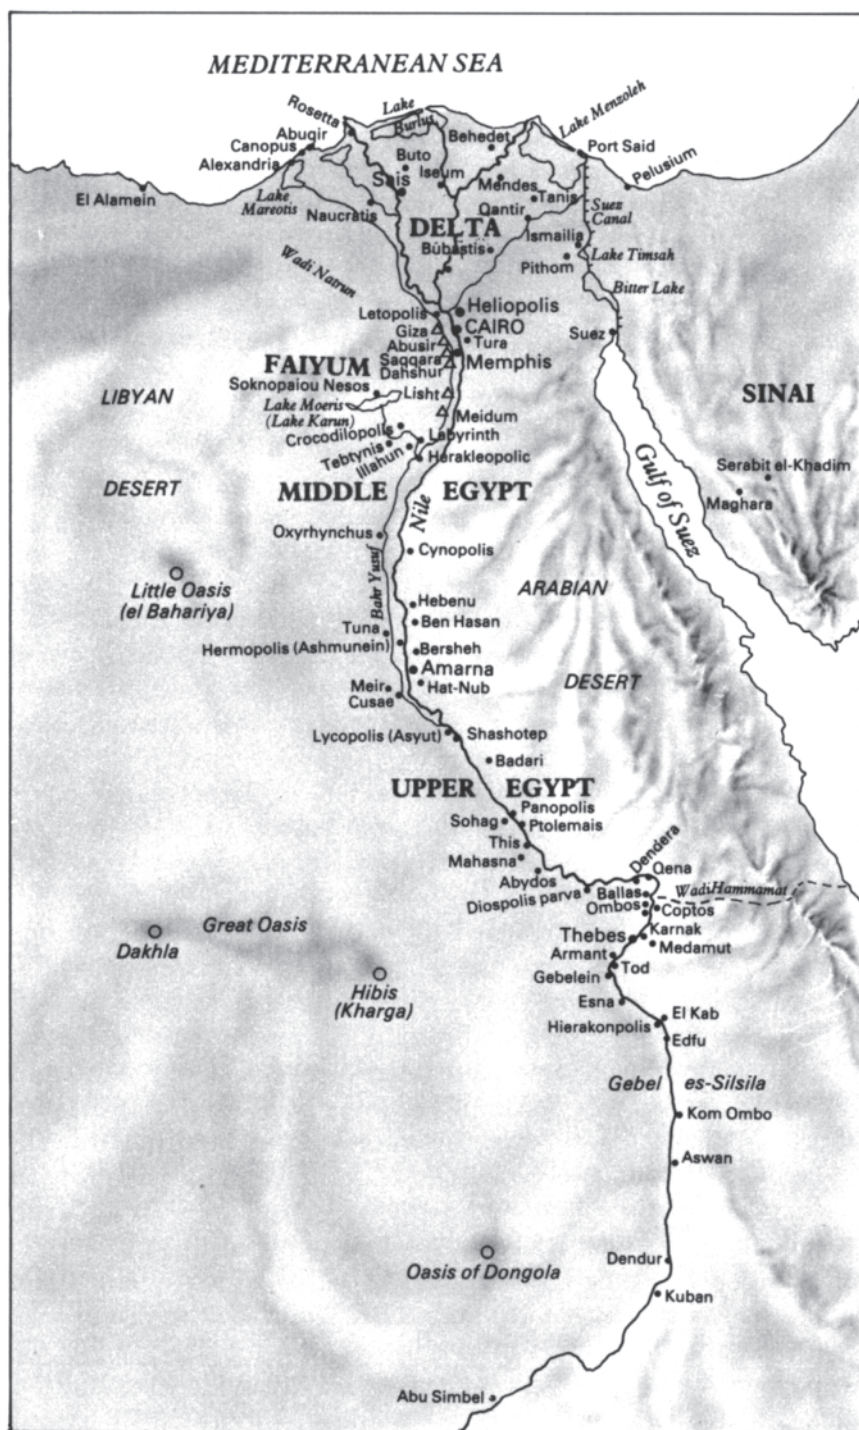 MEDITERRANEAN SEA
Rosetta
Lake
Burlus
Lake Menzoleh
Abuqir
Canopus
Alexandria
Behedet
Port Said
Buto
Sais
Iseum
Mendes
Tanis
Pelusium
El Alamein
Lake
Mareotis
Naucratis
Qantir
Suez
Canal
DELTA
Ismailia
Bubastis
Pithom
Lake Timsah
Wadi Natrun
Bitter Lake
Letopolis
Heliopolis
Giza
CAIRO
Abusir
Tura
Suez
Saqqara
Memphis
Dahshur
FAIYUM
Soknopaiou Nesos
Lisht
LIBYAN
Lake Moeris
(Lake Karun)
Meidum
SINAI
Crocodilopolis
Labyrinth
Tebtynis
Illahun
Herakleopolic
Gulf of Suez
Serabit el-Khadim
DESERT
MIDDLE EGYPT
Maghara
Nile
Oxyrhynchus
Cynopolis
Bahr Yusuf
Little Oasis
(el Bahariya)
ARABIAN
Hebenu
Ben Hasan
Tuna
Hermopolis (Ashmunein)
Bersheh
Amarna
DESERT
Hat-Nub
Meir
Cusae
Lycopolis (Asyut)
Shashotep
Badari
UPPER EGYPT
Panopolis
Sohag
Ptolemais
This
Mahasna
Abydos
Dendera
Qena
Diospolis parva
Ballas
Wadi Hammamat
Ombos
Coptos
Great Oasis
Karnak
Thebes
Medamut
Dakhla
Armant
Tod
Gebelein
Hibis
(Kharga)
Esna
El Kab
Hierakonpolis
Edfu
Gebel es-Silsila
Kom Ombo
Aswan
Oasis of Dongola
Dendur
Kuban
Abu Simbel